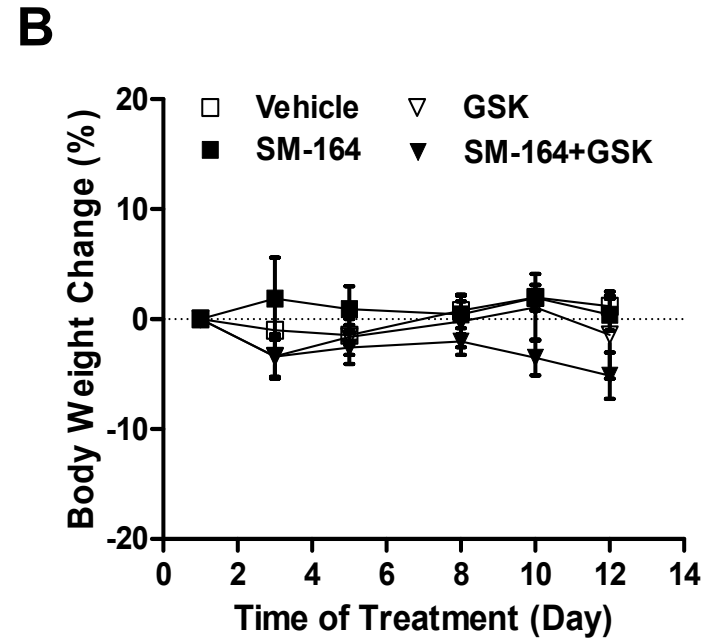 B
Vehicle
GSK
SM-164
SM-164+GSK
Body Weight Change (%)
20
10
0
-10
-20
0 2 4 6 8 10 12 14
Time of Treatment (Day)